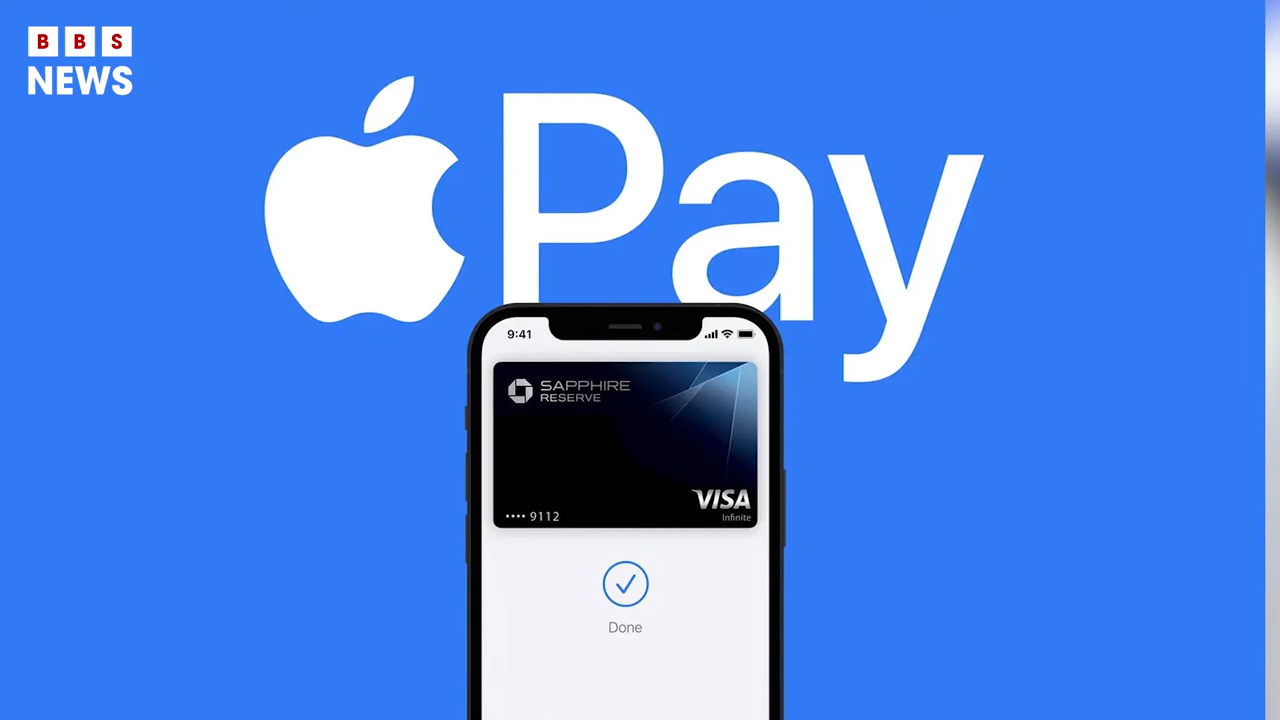 BBS
NEWS
Pay
9:41
SAPPHIRE
RESERVE
VISA
Infinite
•••• 9112
Done